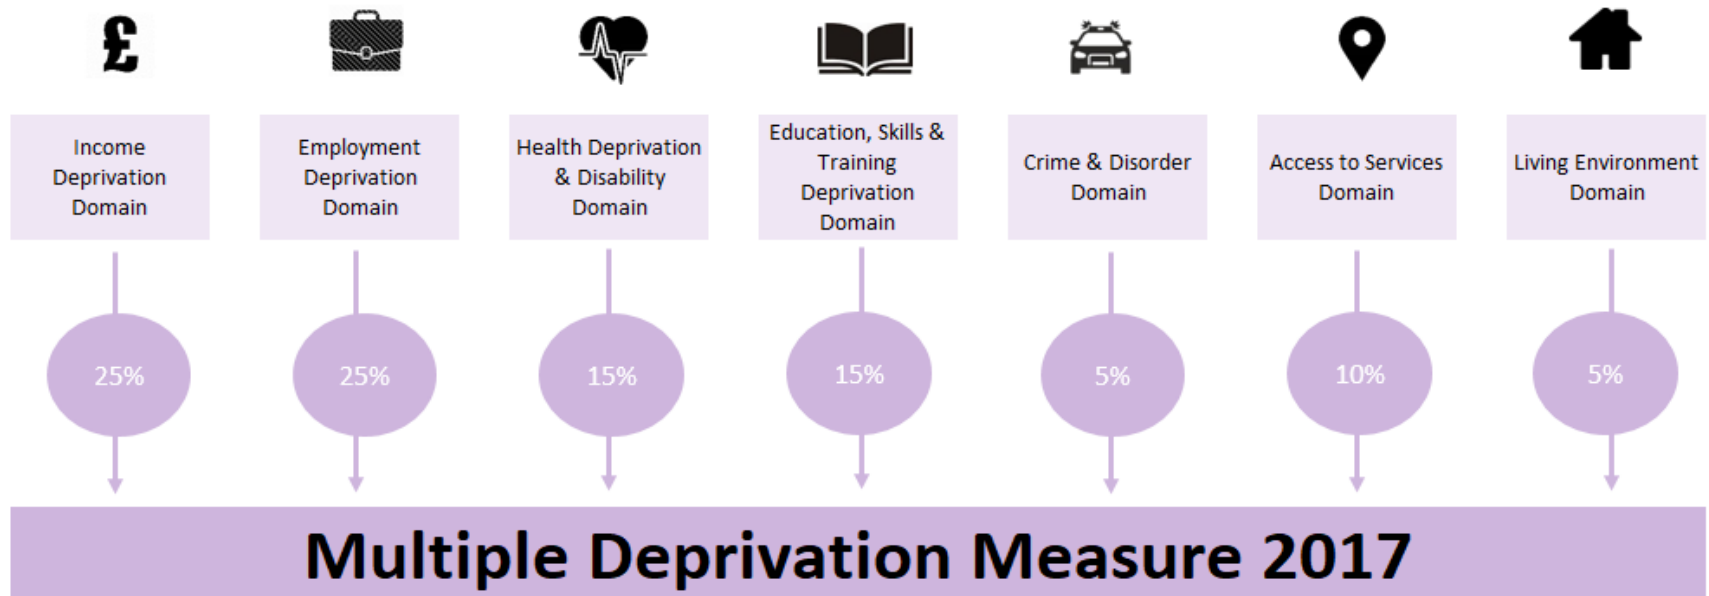 £
Income
Deprivation
Domain
Employment
Deprivation
Domain
Health Deprivation
& Disability
Domain
Education, Skills &
Training
Deprivation
Domain
Crime & Disorder
Domain
Access to Services
Domain
Living Environment
Domain
25%
25%
15%
15%
5%
10%
5%
Multiple Deprivation Measure 2017